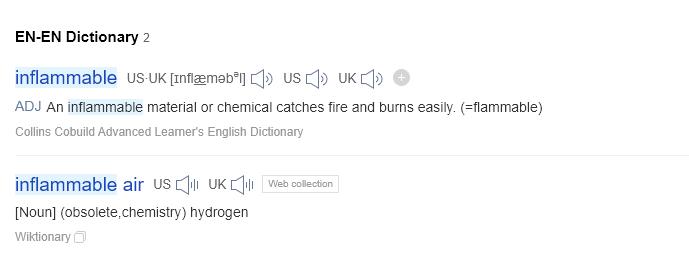 EN-EN Dictionary 2
inflammable US·UK [ɪnflæməbəl] US UK
ADJ An inflammable material or chemical catches fire and burns easily. (=flammable)
Collins Cobuild Advanced Learner's English Dictionary
inflammable air US UK Web collection
[Noun] (obsolete,chemistry) hydrogen
Wiktionary